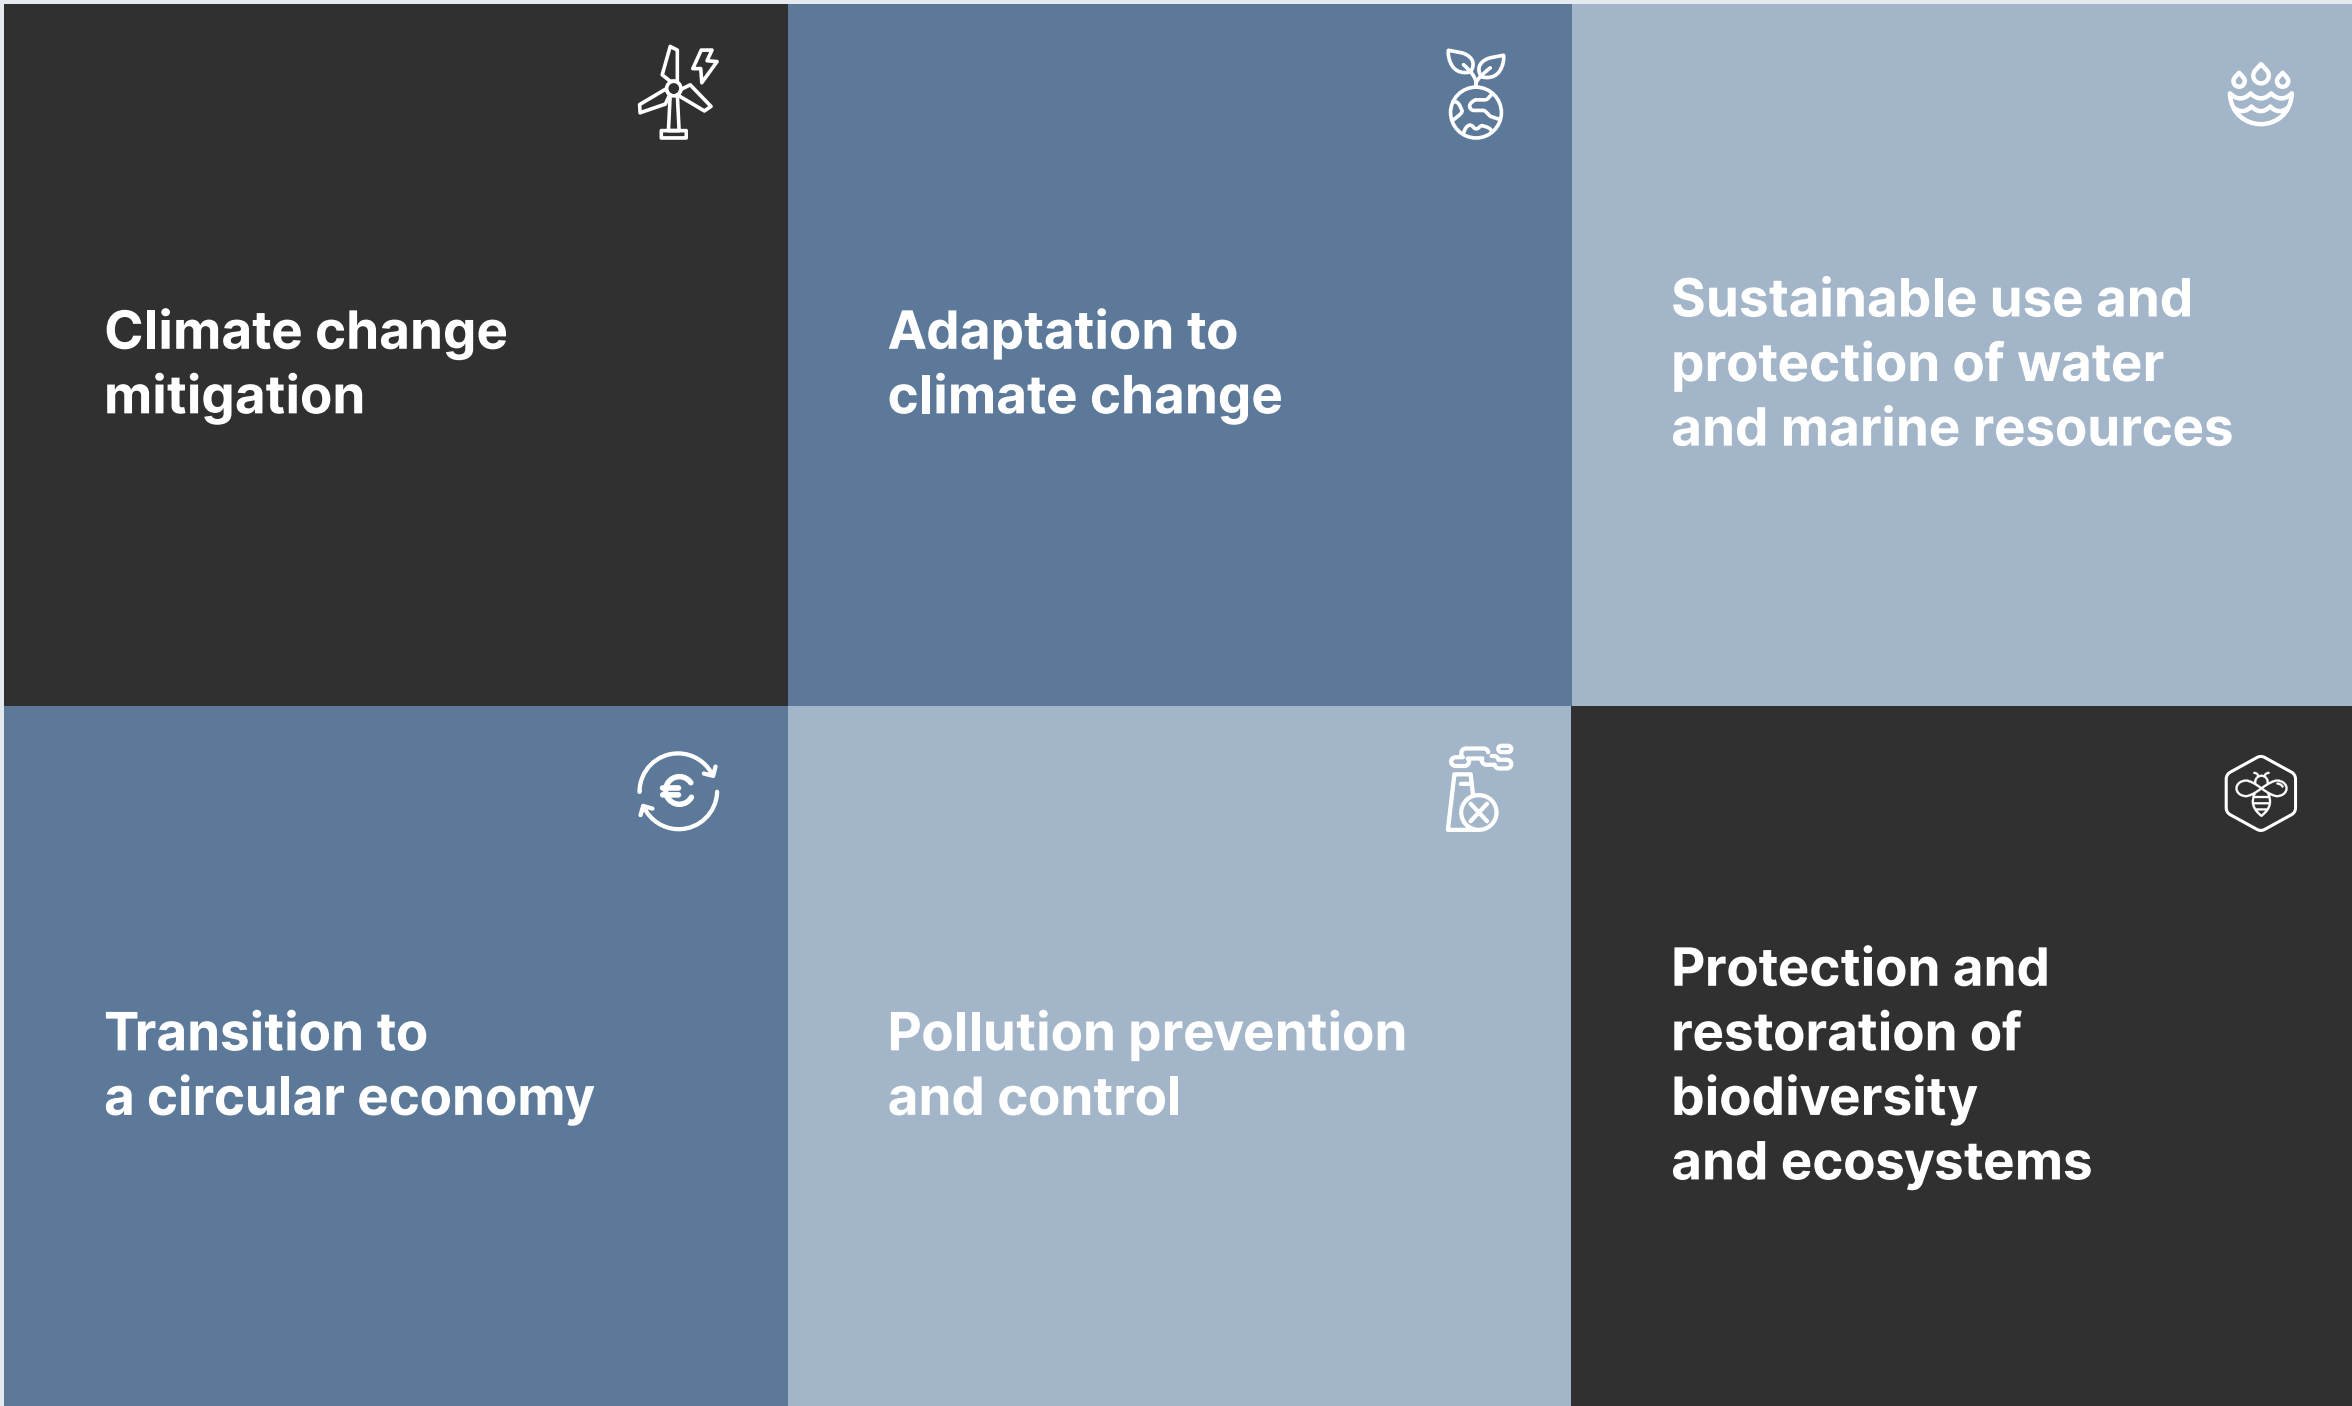 Climate change
mitigation
Adaptation to
climate change
Sustainable use and
protection of water
and marine resources
Transition to
a circular economy
Pollution prevention
and control
Protection and
restoration of
biodiversity
and ecosystems